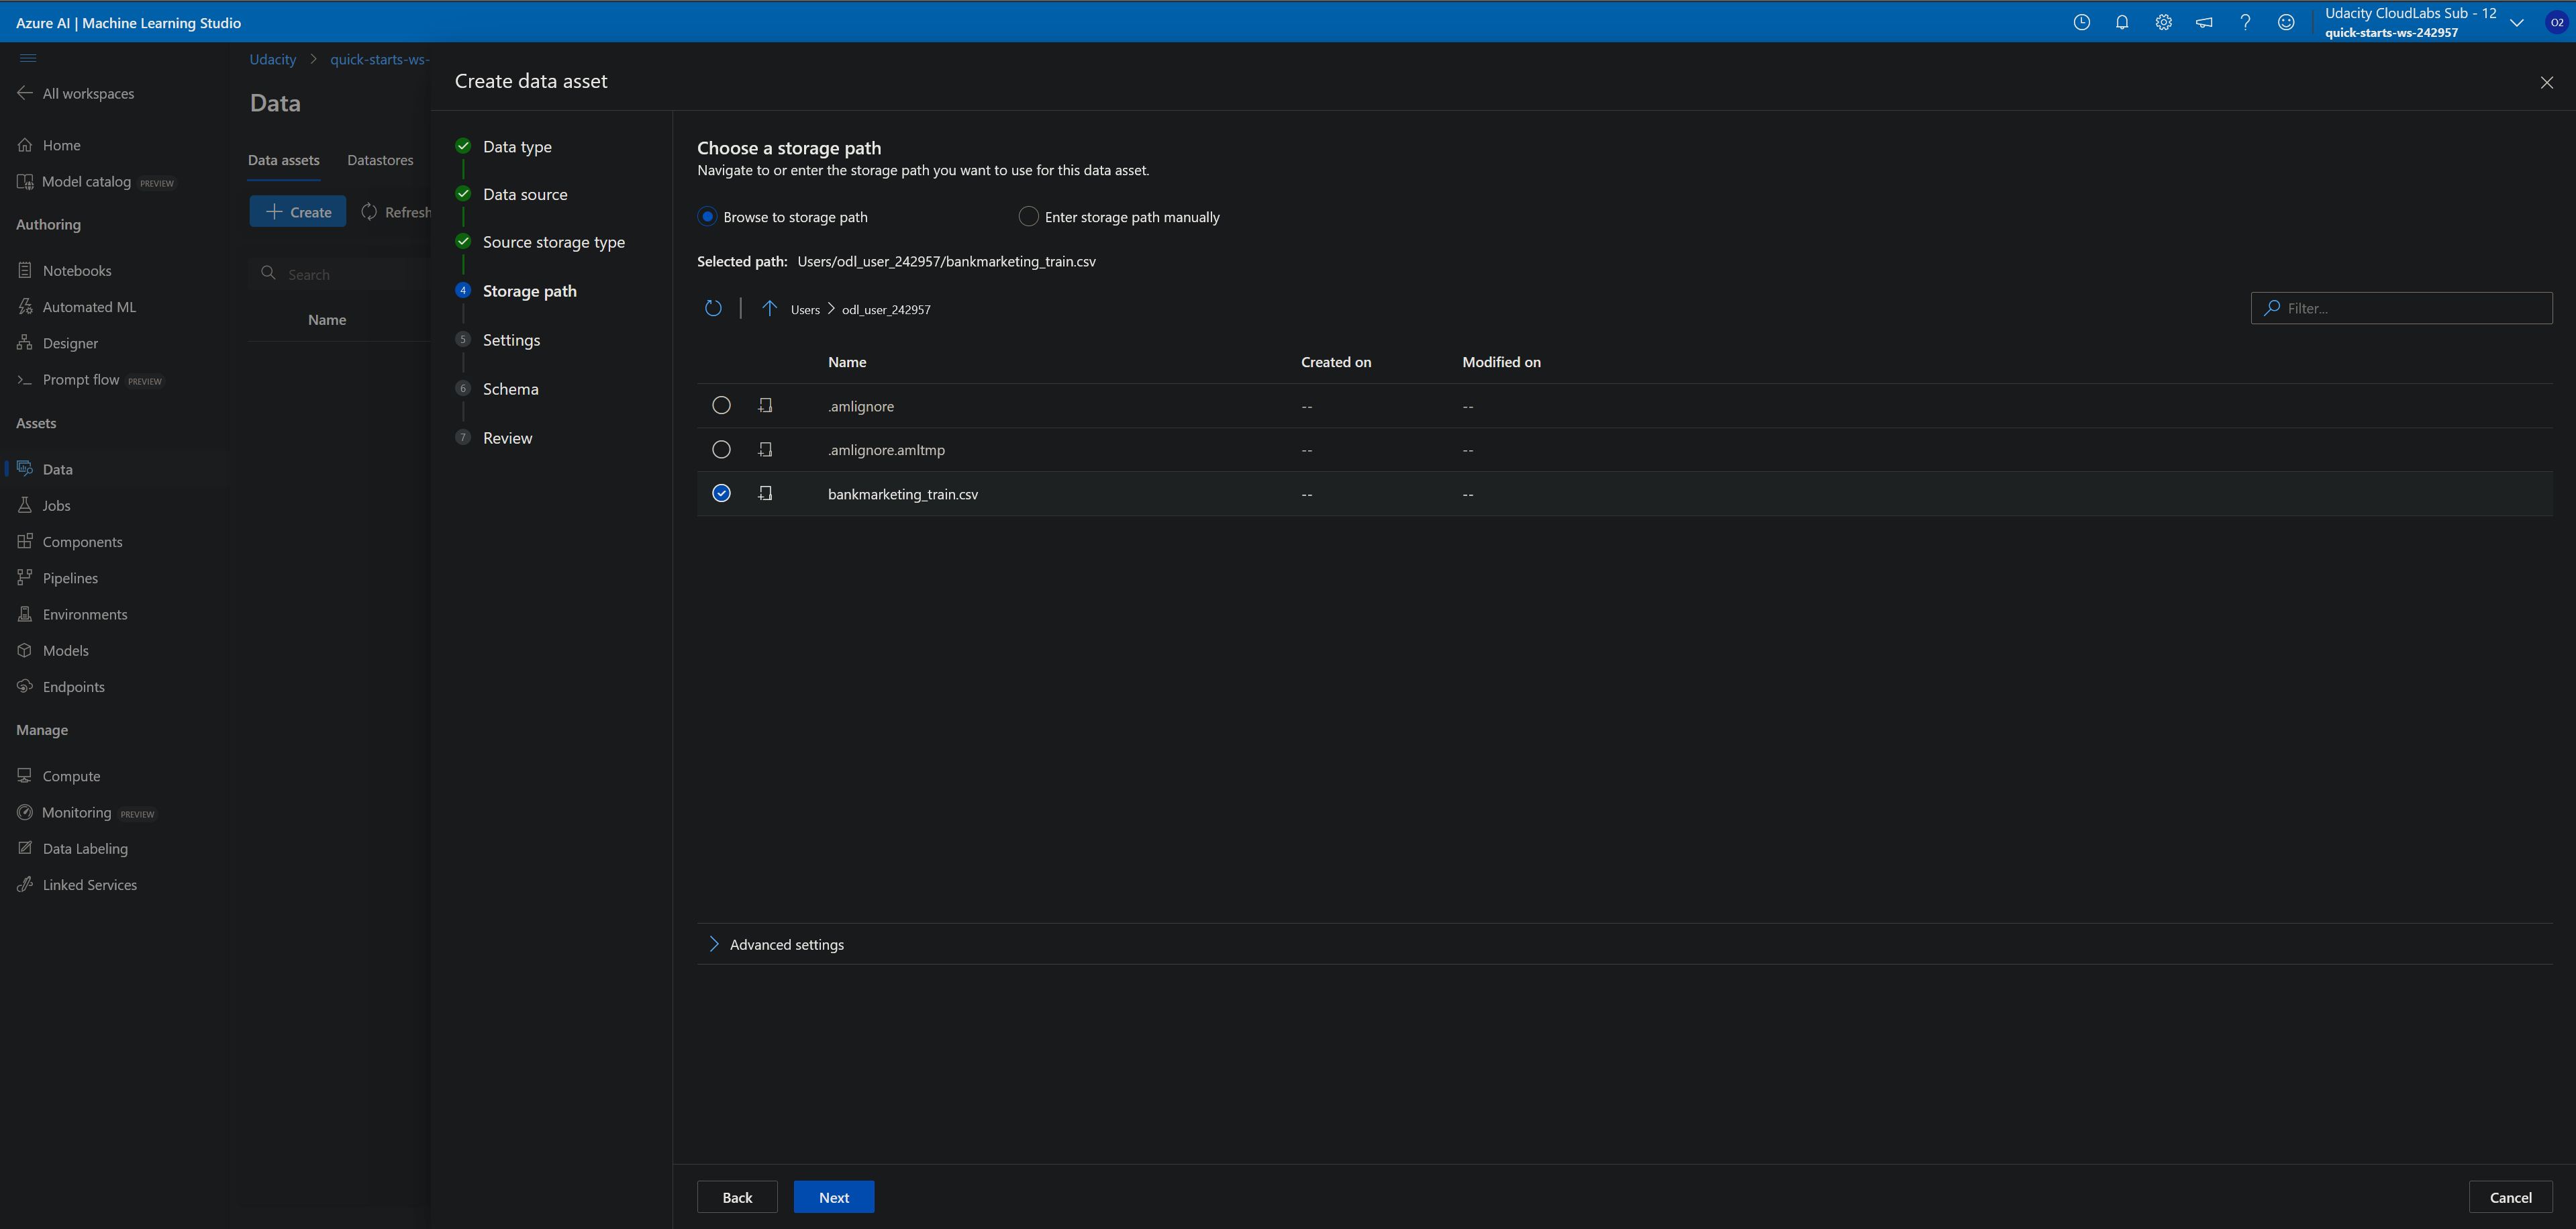 Azure AI | Machine Learning Studio
Udacity CloudLabs Sub - 12
quick-starts-ws-242957
O2
All workspaces
Home
Model catalog PREVIEW
Authoring
Notebooks
Automated ML
Designer
Prompt flow PREVIEW
Assets
Data
Jobs
Components
Pipelines
Environments
Models
Endpoints
Manage
Compute
Monitoring PREVIEW
Data Labeling
Linked Services
Udacity > quick-starts-ws-
Data
Data assets Datastores
Create Refresh
Search
Name
Create data asset
Data type
Data source
Source storage type
4 Storage path
5 Settings
6 Schema
7 Review
Choose a storage path
Navigate to or enter the storage path you want to use for this data asset.
Browse to storage path Enter storage path manually
Selected path: Users/odl_user_242957/bankmarketing_train.csv
Users > odl_user_242957
Filter...
Name Created on Modified on
.amlignore -- --
.amlignore.amltmp -- --
bankmarketing_train.csv -- --
Advanced settings
Back Next Cancel